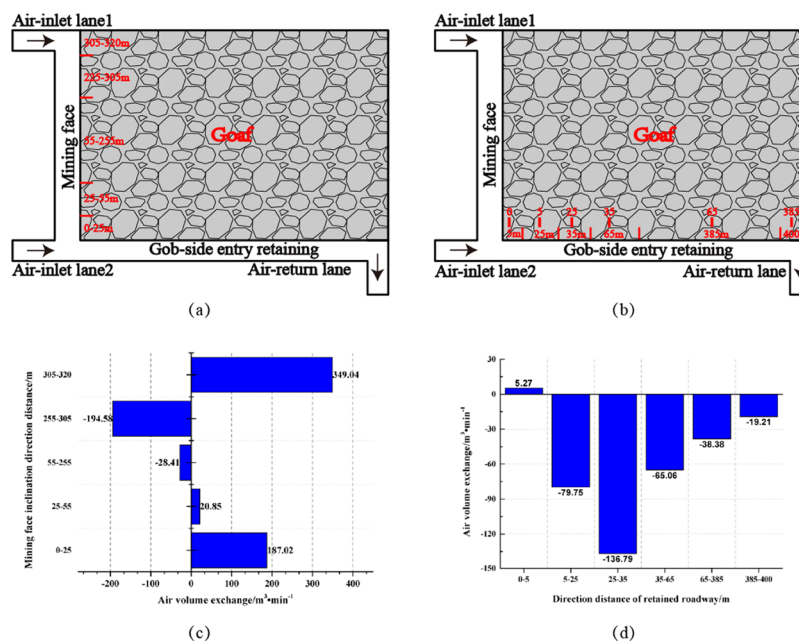 Air-inlet lane1
305-320m
225-305m
55-255m
25-55m
0-25m
Mining face
Goaf
Gob-side entry retaining
Air-inlet lane2
Air-return lane
(a)
Air-inlet lane1
Mining face
Goaf
0 5 25 35 65 385
5m 25m 35m 65m 385m 400
Gob-side entry retaining
Air-inlet lane2
Air-return lane
(b)
Mining face inclination direction distance/m
305-320
349.04
255-305
-194.58
55-255
-28.41
25-55
20.85
0-25
187.02
-200 -100 0 100 200 300 400
Air volume exchange/m³•min⁻¹
(c)
Air volume exchange/m³•min⁻¹
30
0
-30
-60
-90
-120
-150
5.27
-79.75
-136.79
-65.06
-38.38
-19.21
0-5 5-25 25-35 35-65 65-385 385-400
Direction distance of retained roadway/m
(d)